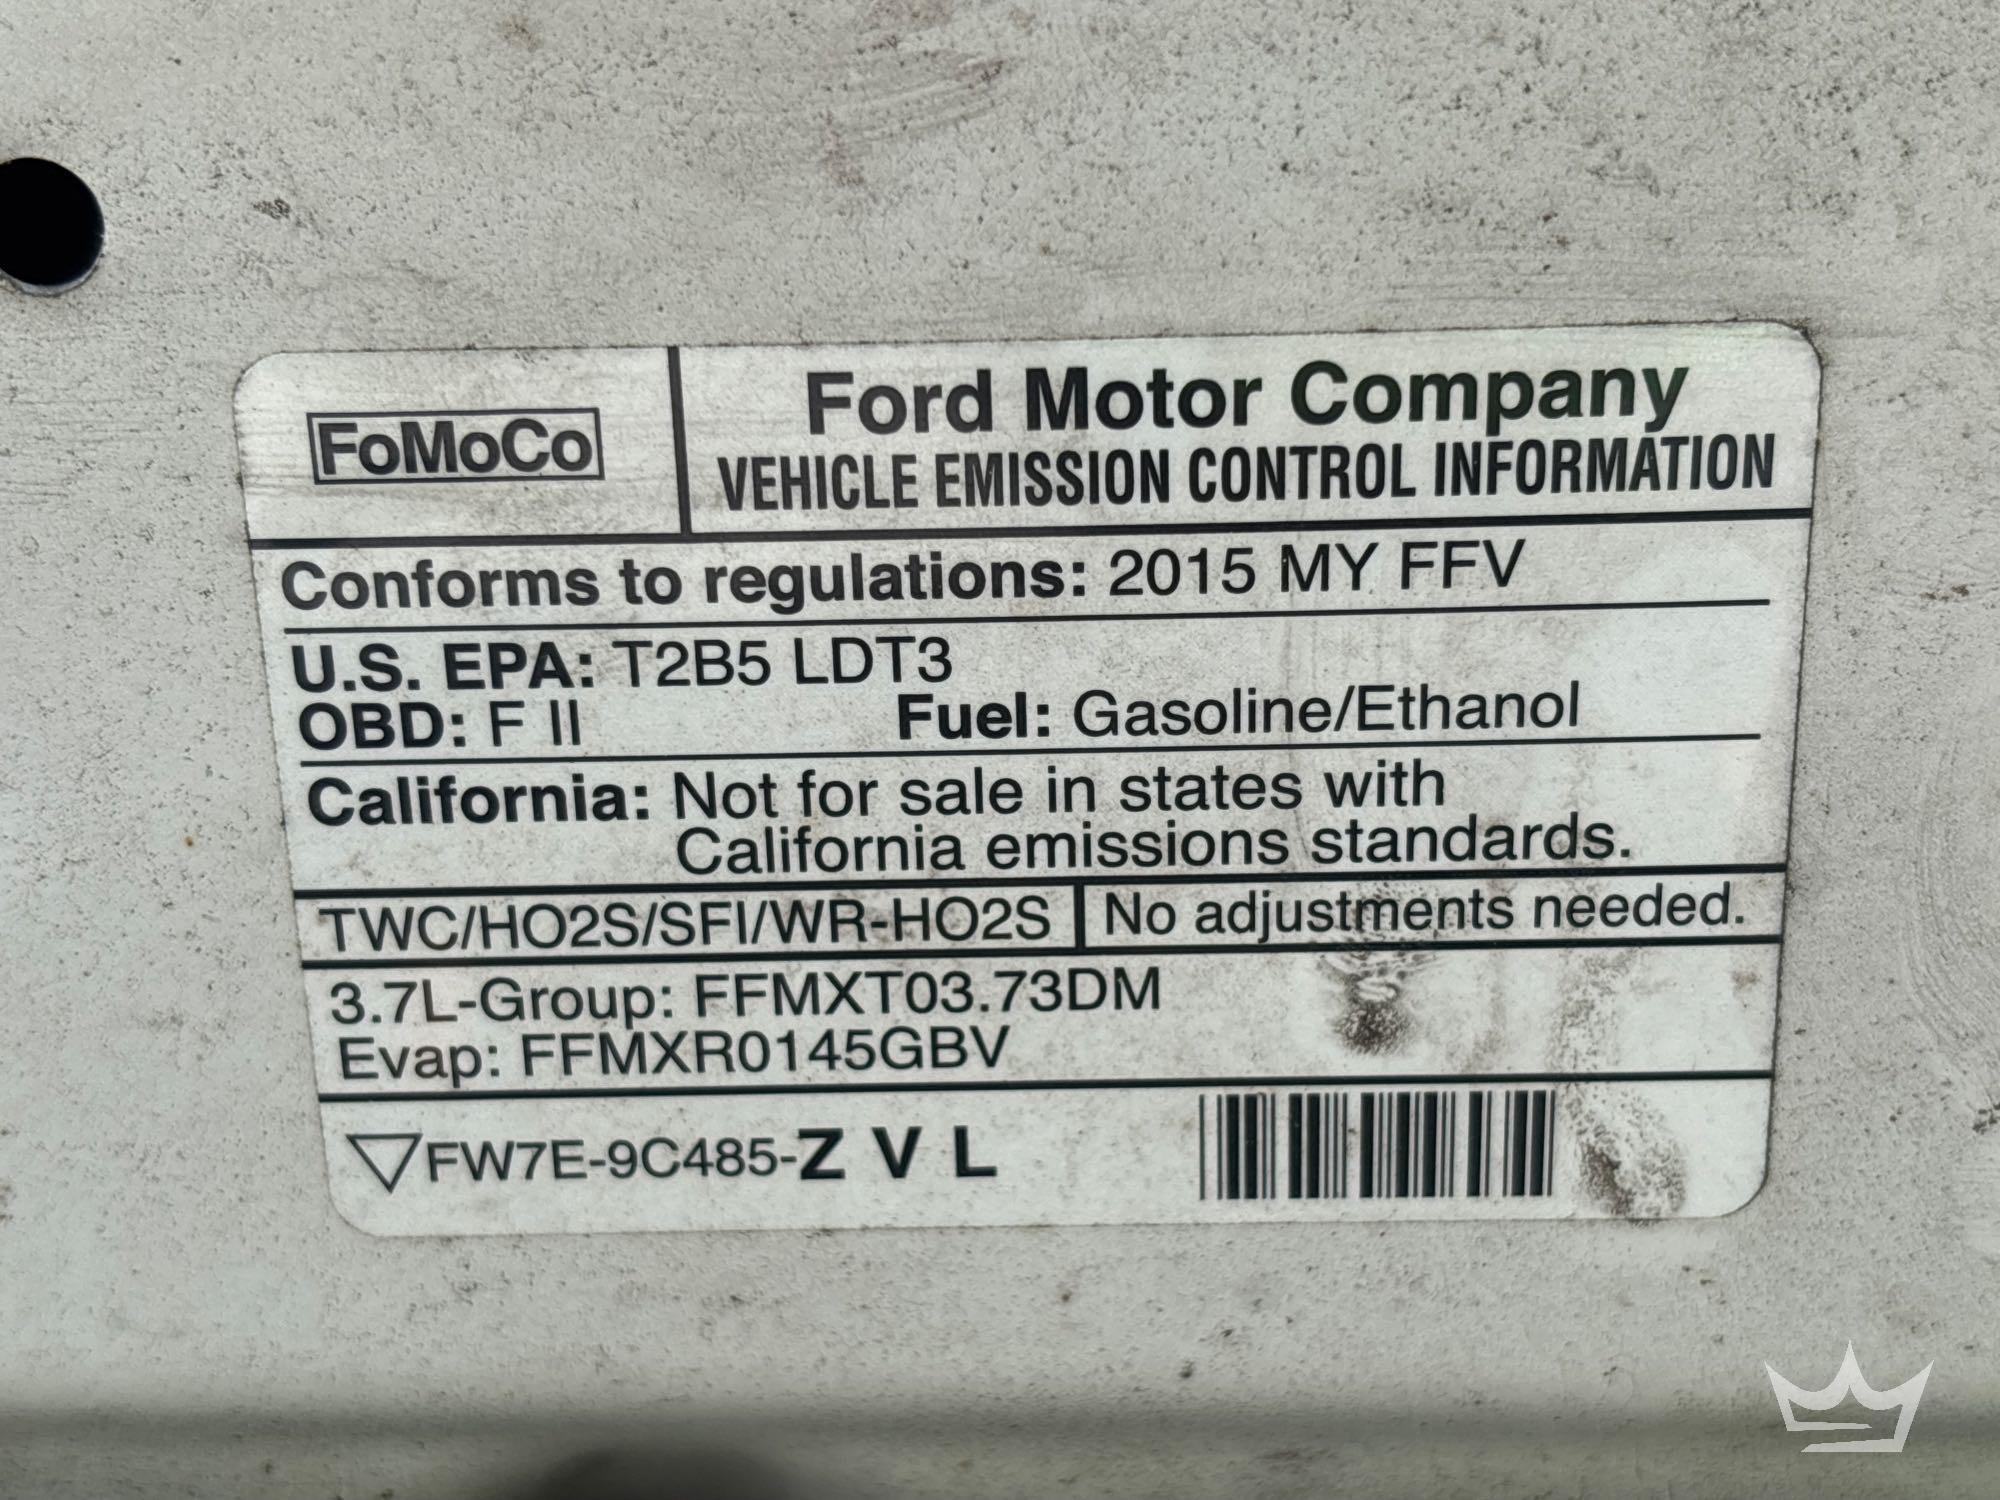 FoMoCo
Ford Motor Company
VEHICLE EMISSION CONTROL INFORMATION
Conforms to regulations: 2015 MY FFV
U.S. EPA: T2B5 LDT3
OBD: F II Fuel: Gasoline/Ethanol
California: Not for sale in states with
California emissions standards.
TWC/HO2S/SFI/WR-HO2S No adjustments needed.
3.7L-Group: FFMXT03.73DM
Evap: FFMXR0145GBV
FW7E-9C485-Z V L